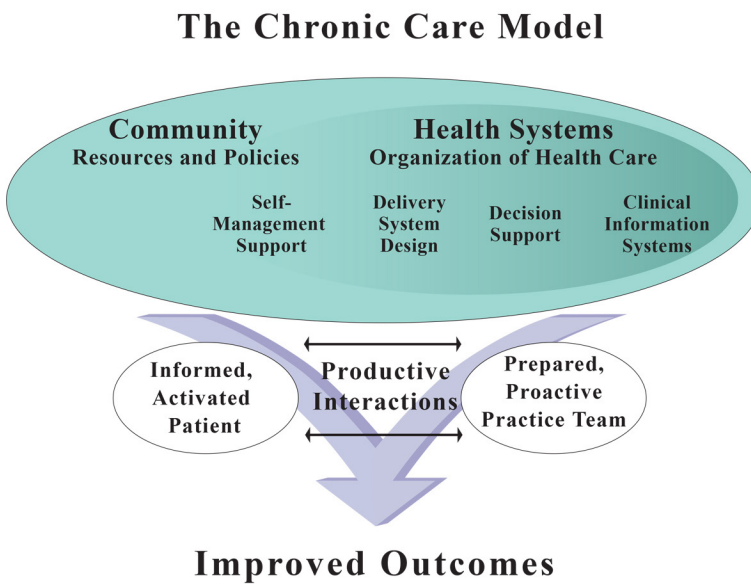 The Chronic Care Model
Community
Resources and Policies
Health Systems
Organization of Health Care
Self-
Management
Support
Delivery
System
Design
Decision
Support
Clinical
Information
Systems
Informed,
Activated
Patient
Productive
Interactions
Prepared,
Proactive
Practice Team
Improved Outcomes